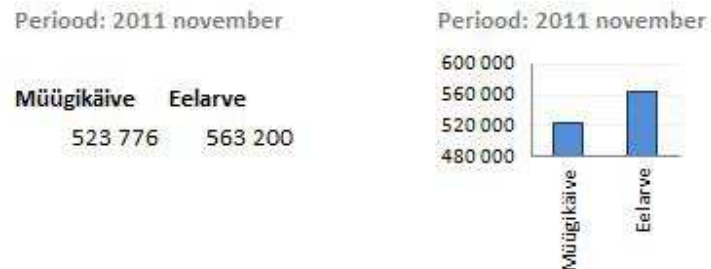 Periood: 2011 november
Müügikäive Eelarve
523 776 563 200
Periood: 2011 november
600 000
560 000
520 000
480 000
Müügikäive
Eelarve